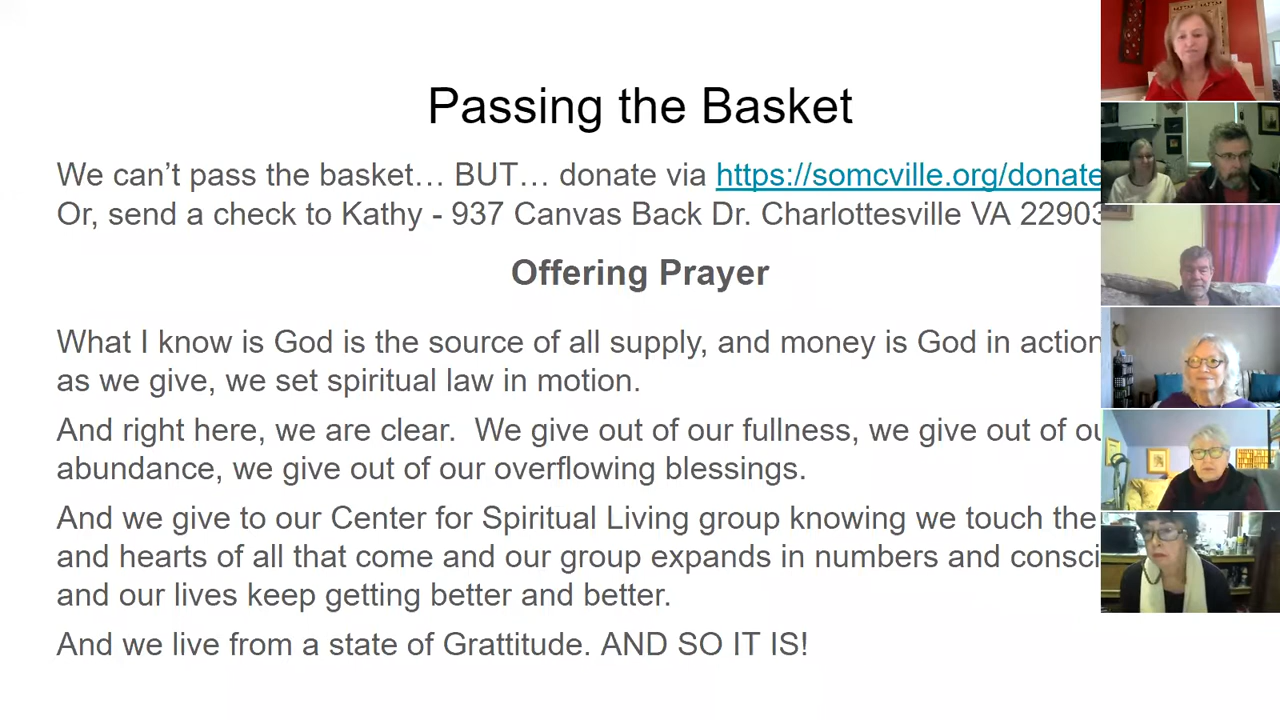 Passing the Basket
We can’t pass the basket… BUT… donate via https://somcville.org/donate
Or, send a check to Kathy - 937 Canvas Back Dr. Charlottesville VA 22903
Offering Prayer
What I know is God is the source of all supply, and money is God in action
as we give, we set spiritual law in motion.
And right here, we are clear.  We give out of our fullness, we give out of
abundance, we give out of our overflowing blessings.
And we give to our Center for Spiritual Living group knowing we touch the
and hearts of all that come and our group expands in numbers and
and our lives keep getting better and better.
And we live from a state of Grattitude. AND SO IT IS!